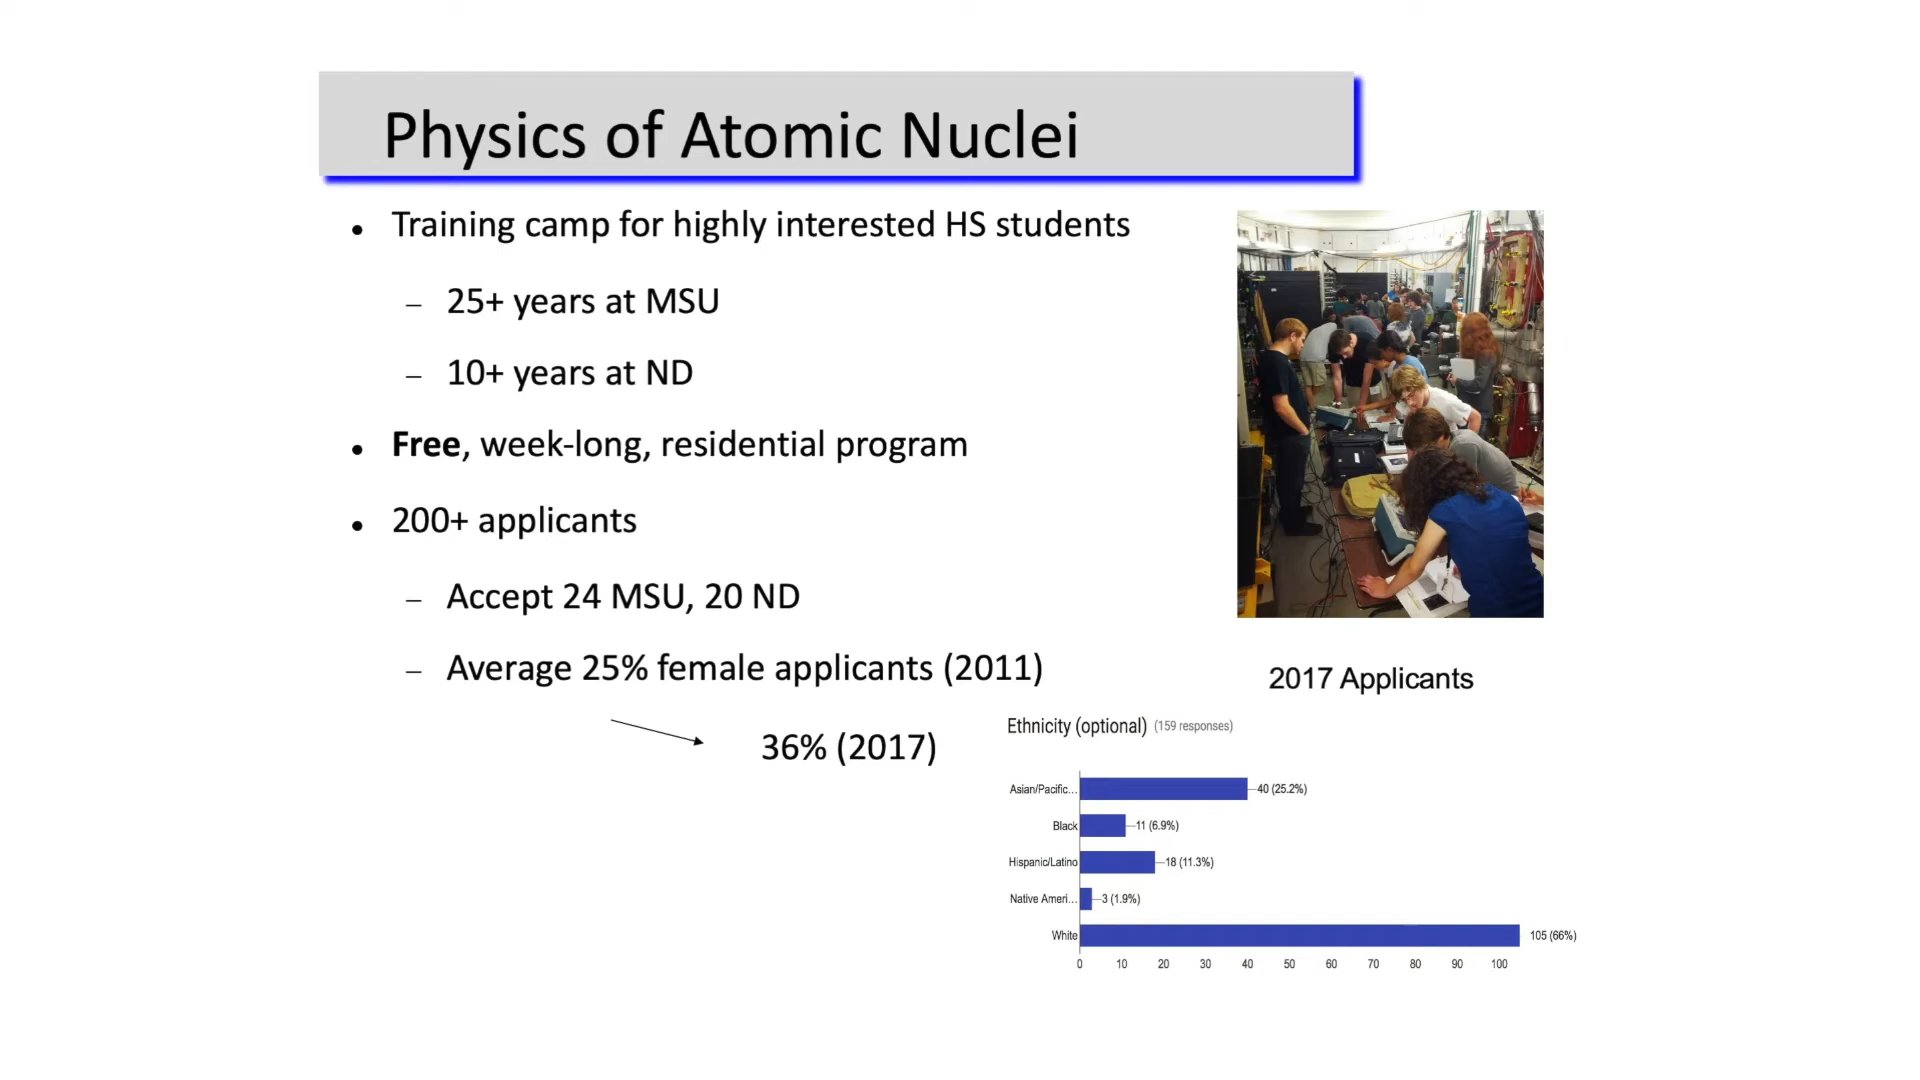 Physics of Atomic Nuclei
• Training camp for highly interested HS students
– 25+ years at MSU
– 10+ years at ND
• Free, week-long, residential program
• 200+ applicants
– Accept 24 MSU, 20 ND
– Average 25% female applicants (2011)
36% (2017)
2017 Applicants
Ethnicity (optional) (159 responses)
Asian/Pacific... 40 (25.2%)
Black 11 (6.9%)
Hispanic/Latino 18 (11.3%)
Native Ameri... 3 (1.9%)
White 105 (66%)
0 10 20 30 40 50 60 70 80 90 100